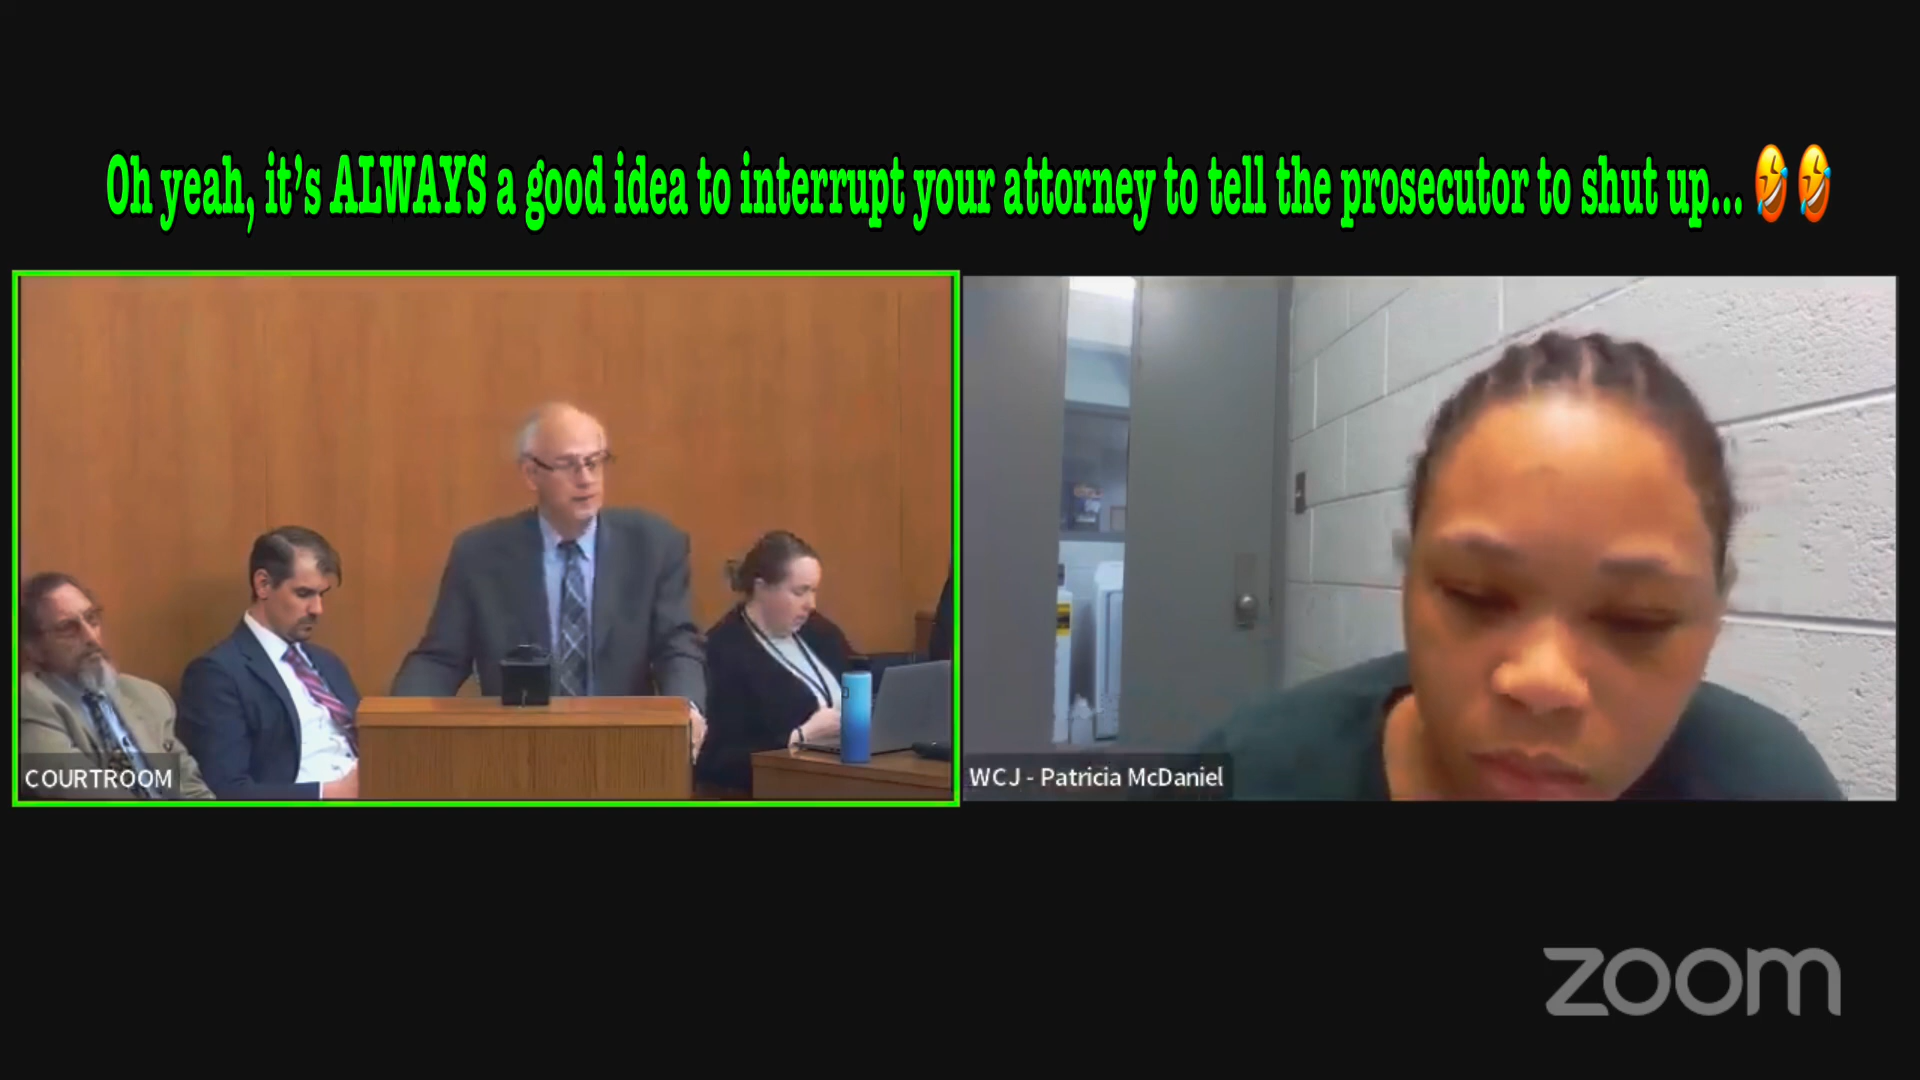 Oh yeah, it's ALWAYS a good idea to interrupt your attorney to tell the prosecutor to shut up...🤣🤣
COURTROOM
WCJ - Patricia McDaniel
zoom